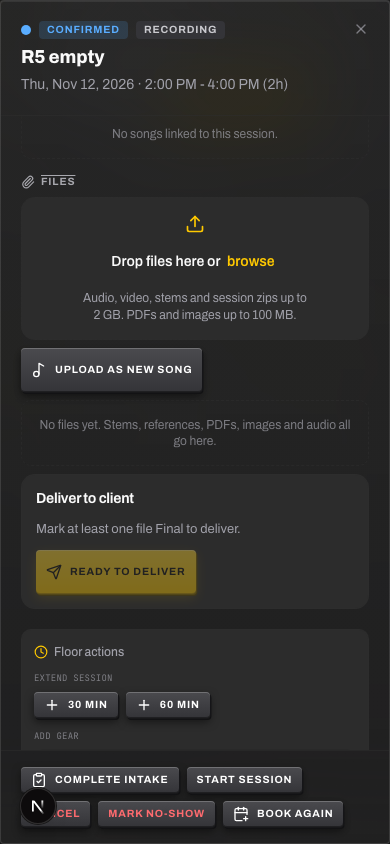 CONFIRMED RECORDING
R5 empty
Thu, Nov 12, 2026 · 2:00 PM - 4:00 PM (2h)
No songs linked to this session.
FILES
Drop files here or browse
Audio, video, stems and session zips up to
2 GB. PDFs and images up to 100 MB.
UPLOAD AS NEW SONG
No files yet. Stems, references, PDFs, images and audio all
go here.
Deliver to client
Mark at least one file Final to deliver.
READY TO DELIVER
Floor actions
EXTEND SESSION
30 MIN 60 MIN
ADD GEAR
COMPLETE INTAKE START SESSION
CEL MARK NO-SHOW BOOK AGAIN
N